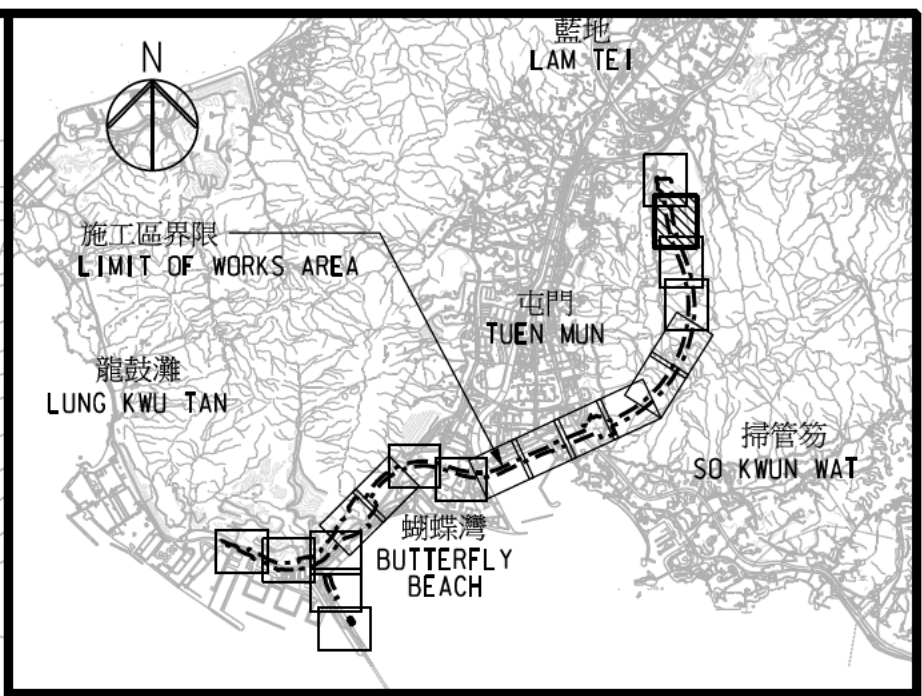 藍地
LAM TEI
N
施工區界限
LIMIT OF WORKS AREA
屯門
TUEN MUN
龍鼓灘
LUNG KWU TAN
掃管笏
SO KWUN WAT
蝴蝶灣
BUTTERFLY
BEACH